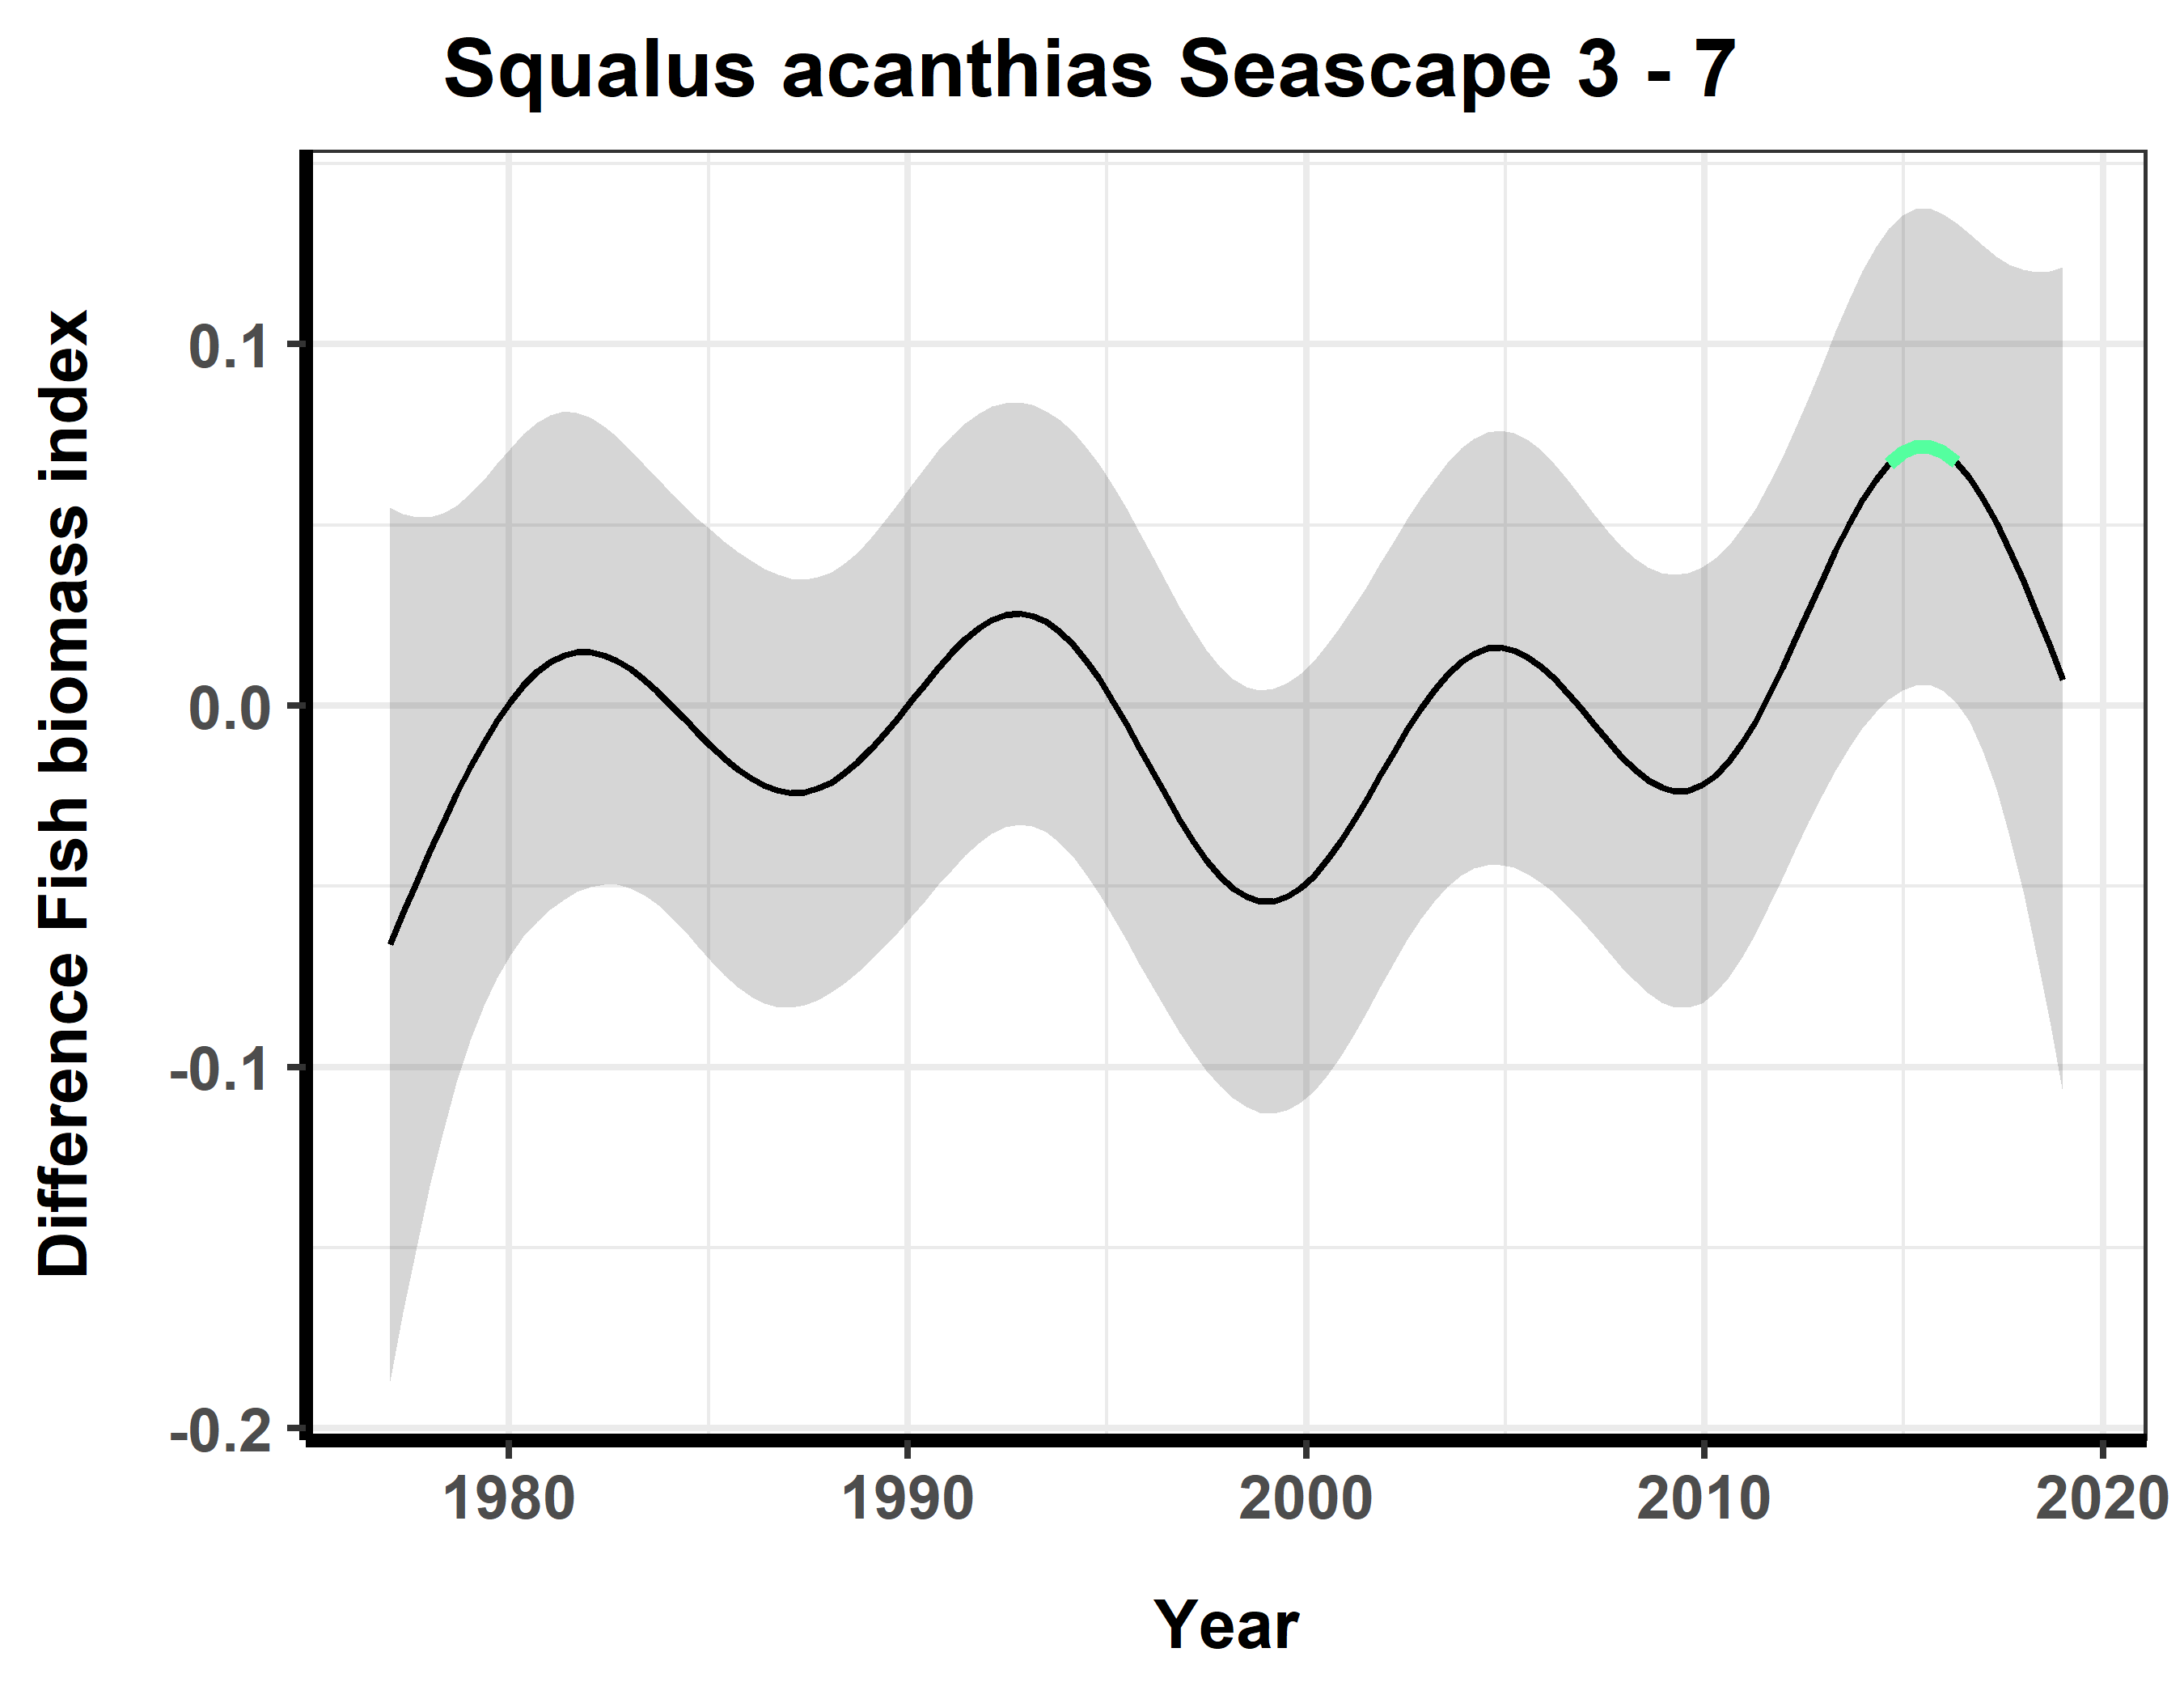 Squalus acanthias Seascape 3 - 7
Difference Fish biomass index
0.1
0.0
-0.1
-0.2
1980 1990 2000 2010 2020
Year